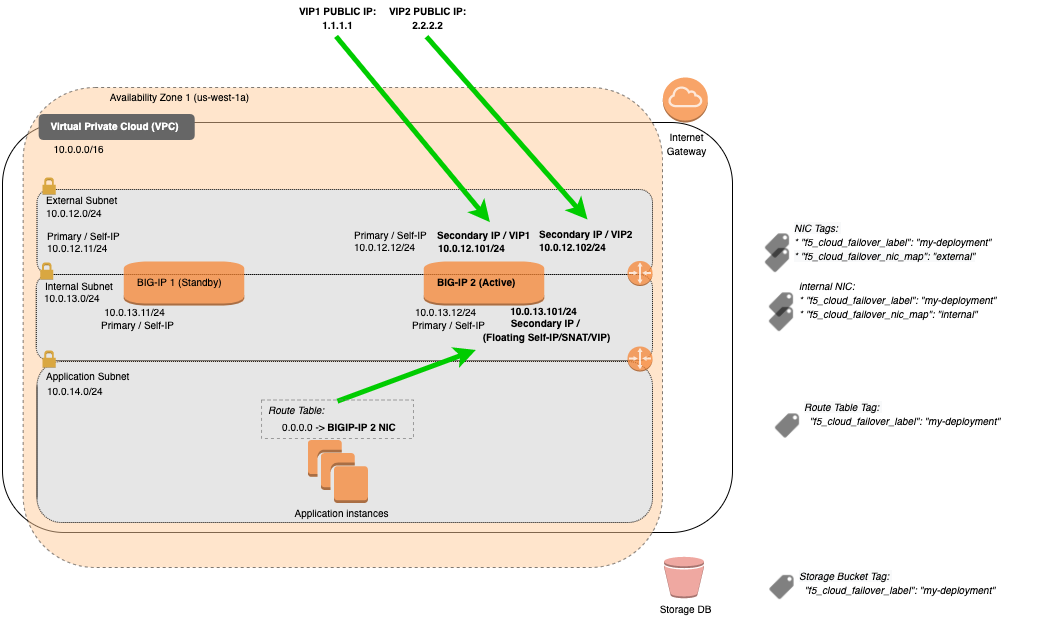 VIP1 PUBLIC IP:
1.1.1.1
VIP2 PUBLIC IP:
2.2.2.2
Availability Zone 1 (us-west-1a)
Virtual Private Cloud (VPC)
10.0.0.0/16
Internet
Gateway
External Subnet
10.0.12.0/24
Primary / Self-IP
10.0.12.11/24
Primary / Self-IP
10.0.12.12/24
Secondary IP / VIP1
10.0.12.101/24
Secondary IP / VIP2
10.0.12.102/24
NIC Tags:
* "f5_cloud_failover_label": "my-deployment"
* "f5_cloud_failover_nic_map": "external"
Internal Subnet
10.0.13.0/24
BIG-IP 1 (Standby)
BIG-IP 2 (Active)
10.0.13.11/24
Primary / Self-IP
10.0.13.12/24
Primary / Self-IP
10.0.13.101/24
Secondary IP /
(Floating Self-IP/SNAT/VIP)
internal NIC:
* "f5_cloud_failover_label": "my-deployment"
* "f5_cloud_failover_nic_map": "internal"
Application Subnet
10.0.14.0/24
Route Table:
0.0.0.0 -> BIGIP-IP 2 NIC
Application instances
Route Table Tag:
"f5_cloud_failover_label": "my-deployment"
Storage DB
Storage Bucket Tag:
"f5_cloud_failover_label": "my-deployment"